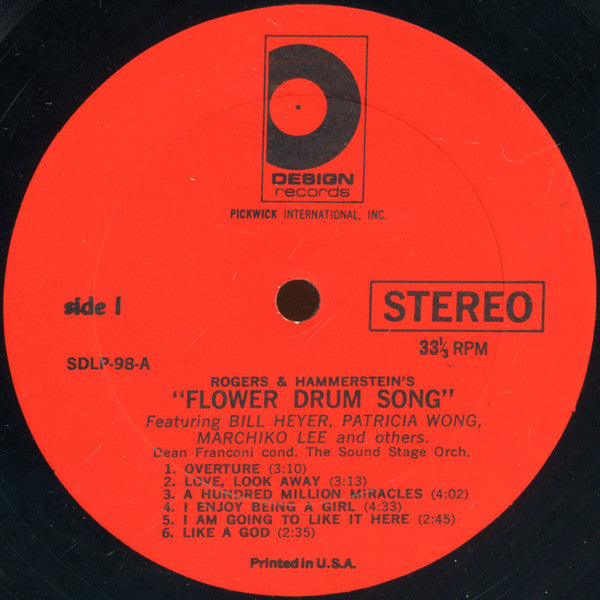 DESIGN
records
PICKWICK INTERNATIONAL, INC.
side 1
STEREO
SDLP-98-A
33⅓ RPM
ROGERS & HAMMERSTEIN'S
"FLOWER DRUM SONG"
Featuring BILL HEYER, PATRICIA WONG,
MARCHIKO LEE and others.
Dean Franconi cond. The Sound Stage Orch.
1. OVERTURE (3:10)
2. LOVE, LOOK AWAY (3:13)
3. A HUNDRED MILLION MIRACLES (4:02)
4. I ENJOY BEING A GIRL (4:33)
5. I AM GOING TO LIKE IT HERE (2:45)
6. LIKE A GOD (2:35)
Printed in U.S.A.